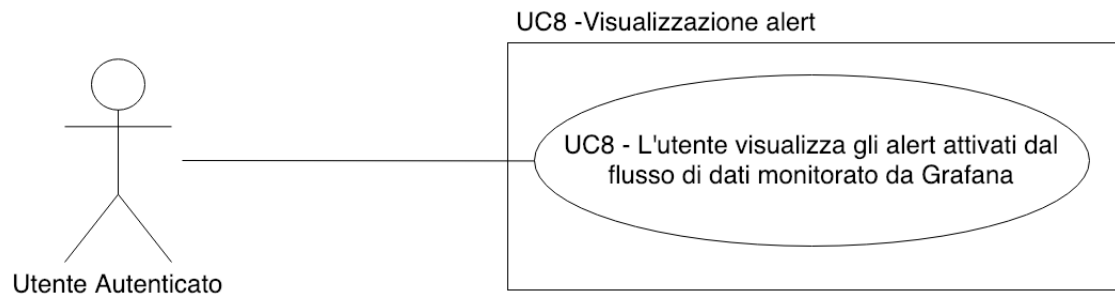 UC8 -Visualizzazione alert
UC8 - L'utente visualizza gli alert attivati dal
flusso di dati monitorato da Grafana
Utente Autenticato